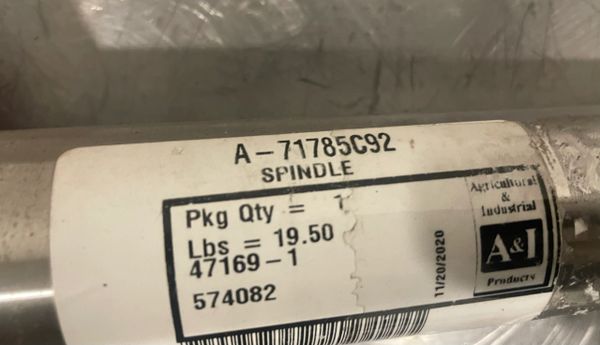 A-71785C92
SPINDLE
Pkg Qty = 1
Lbs = 19.50
47169-1
574082
11/20/2020
Agricultural
&
Industrial
A&I
Products